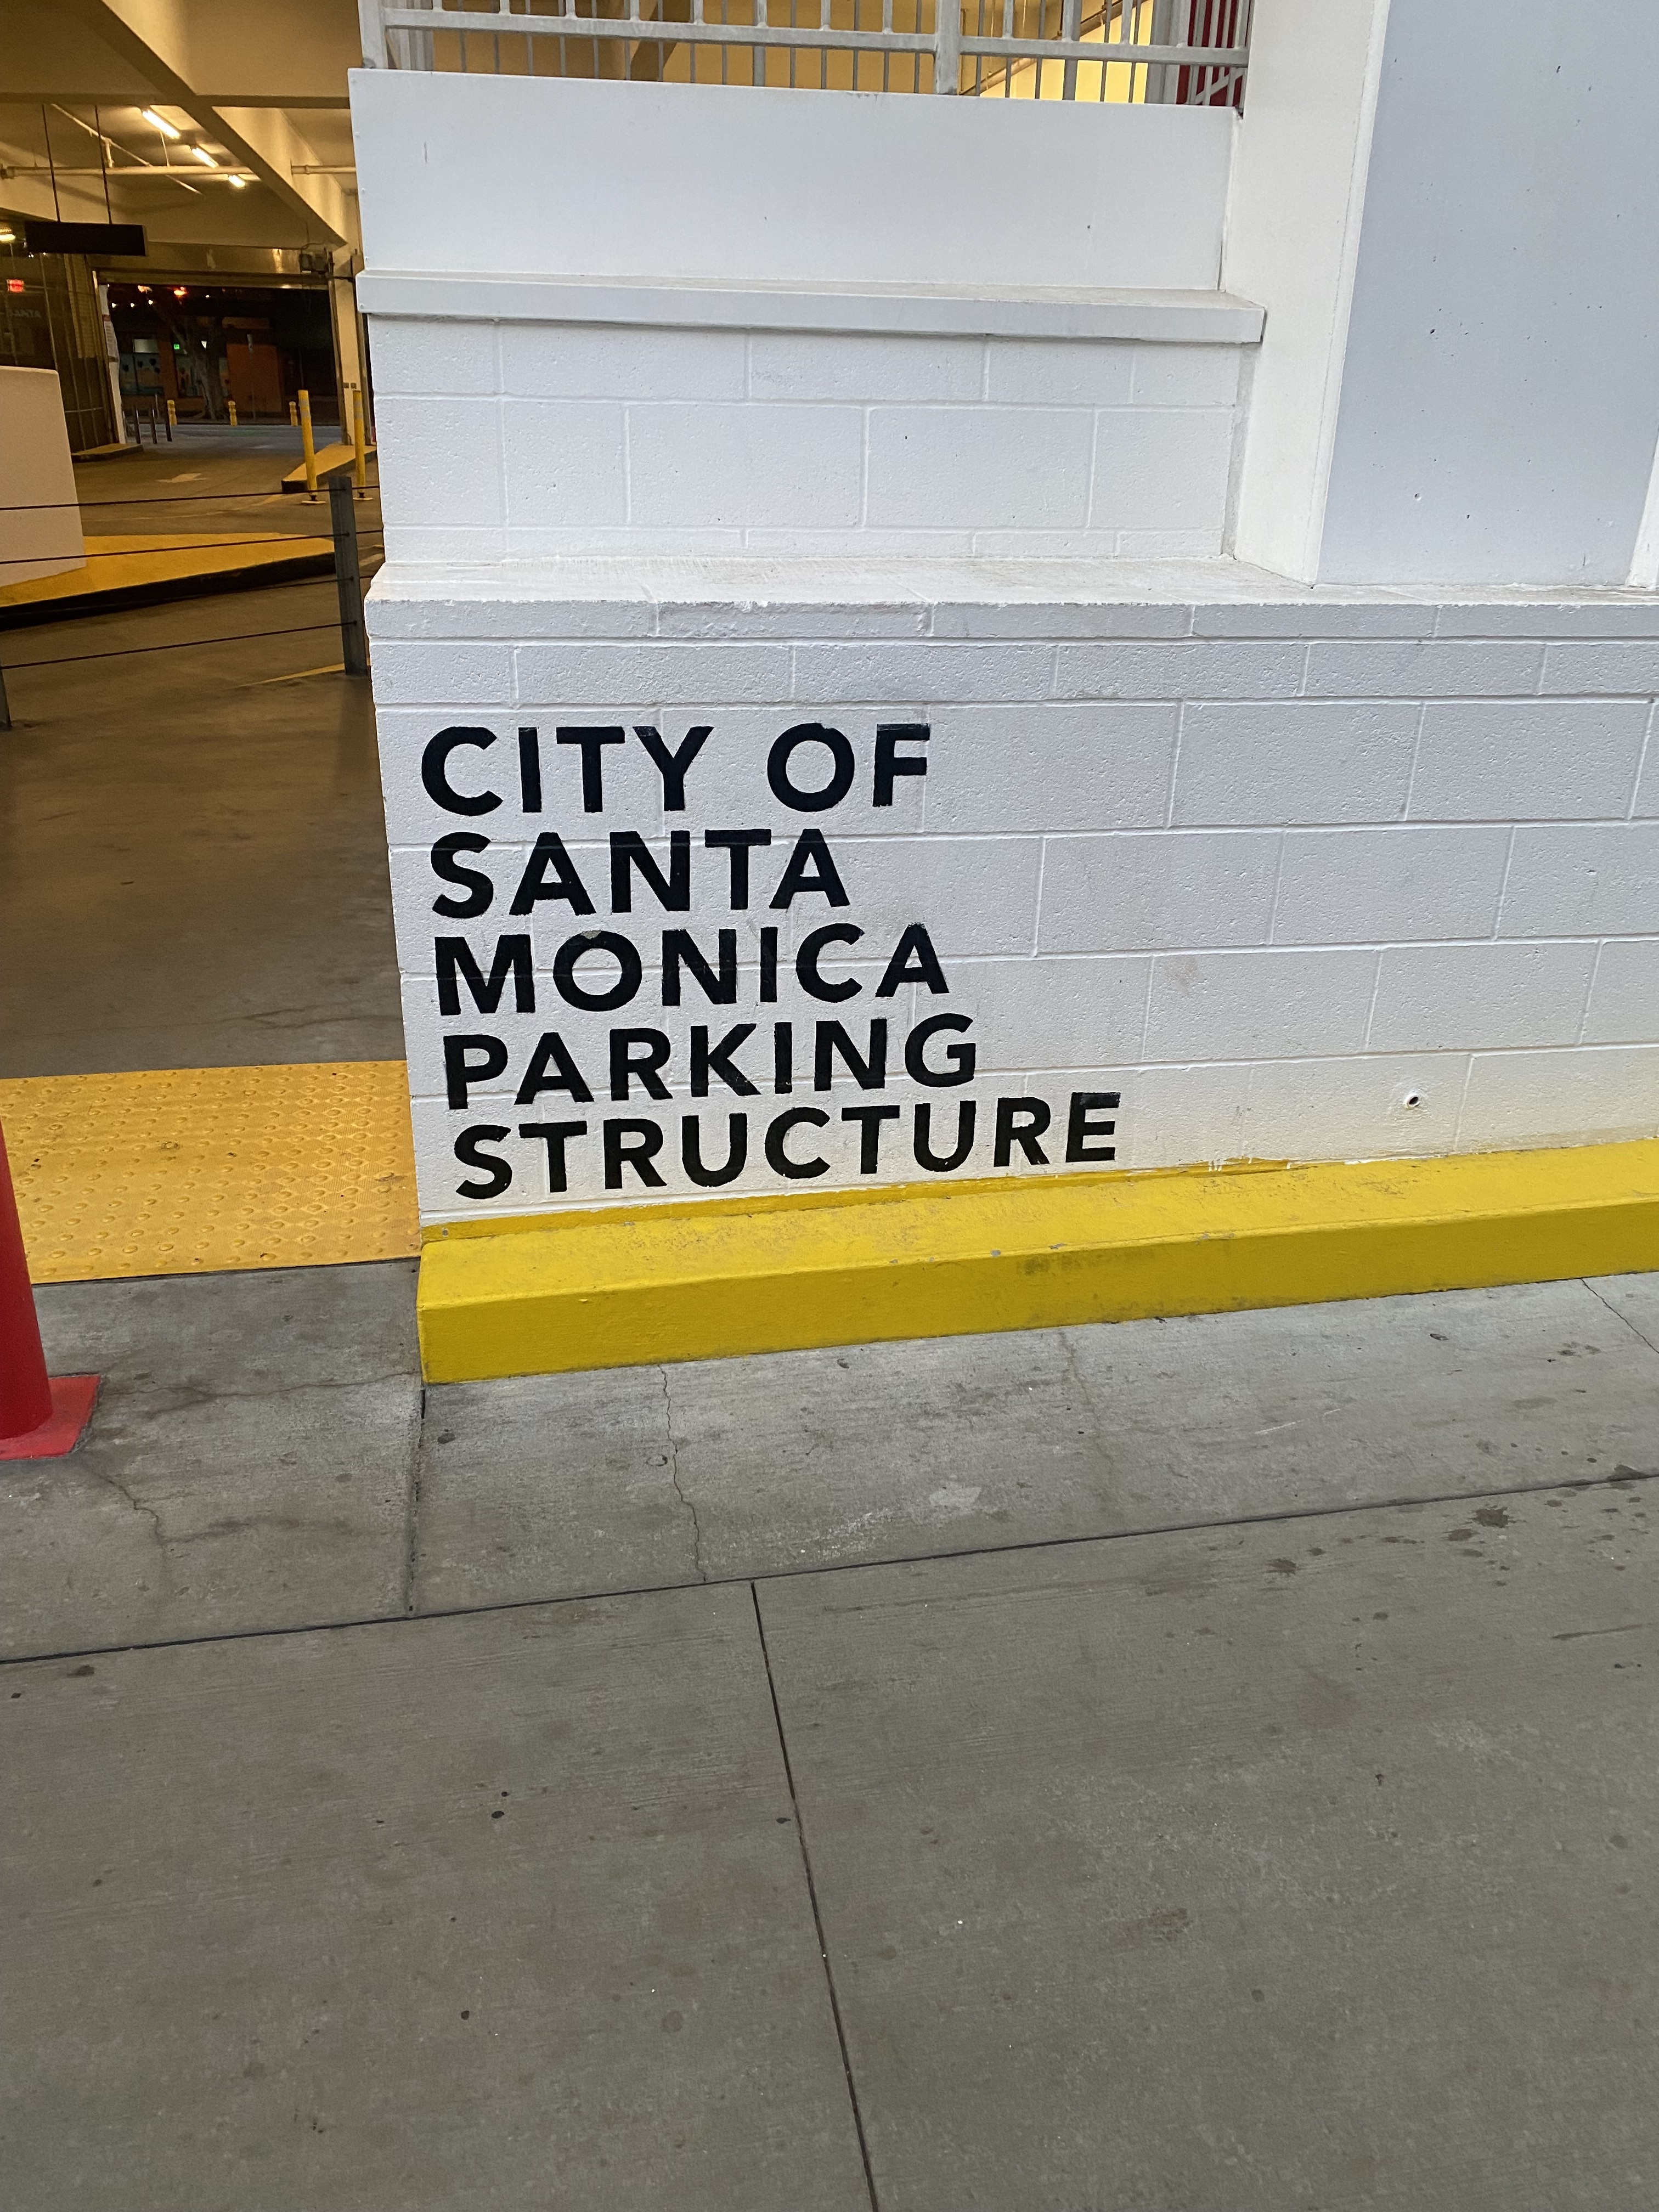 CITY OF
SANTA
MONICA
PARKING
STRUCTURE